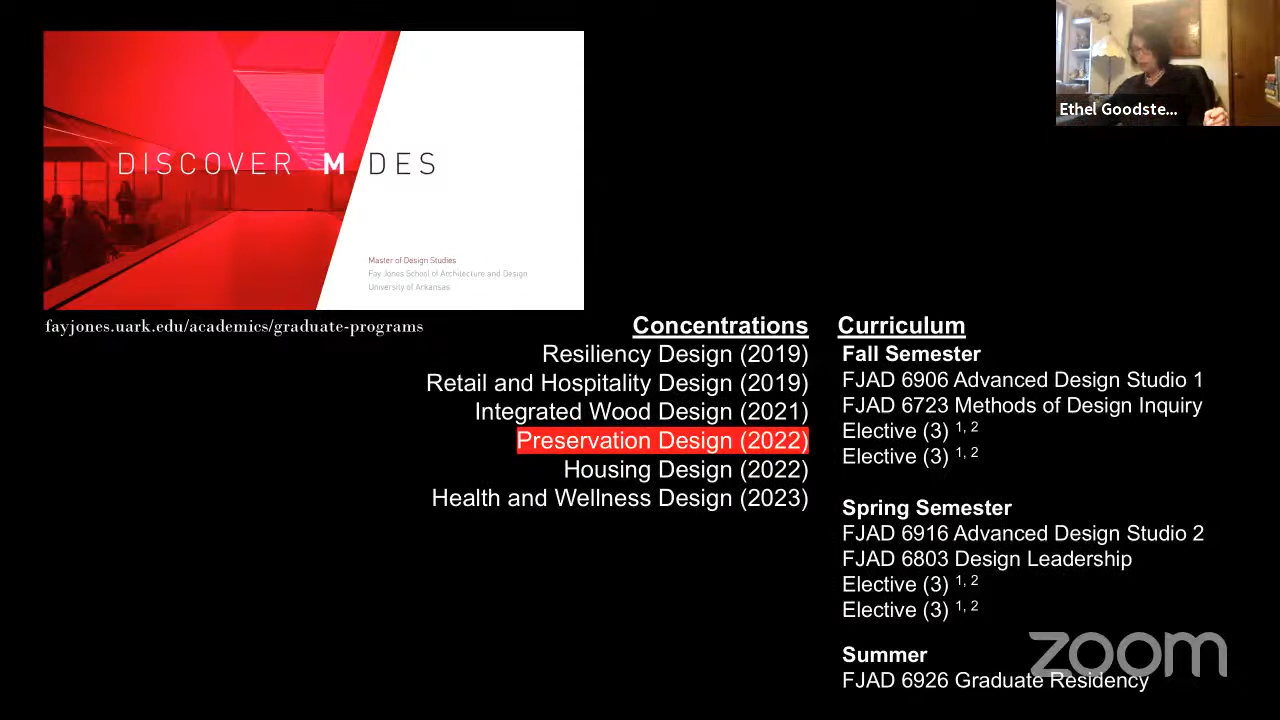 DISCOVER M DES
Master of Design Studies
Fay Jones School of Architecture and Design
University of Arkansas
fayjones.uark.edu/academics/graduate-programs
Ethel Goodste...
Concentrations
Resiliency Design (2019)
Retail and Hospitality Design (2019)
Integrated Wood Design (2021)
Preservation Design (2022)
Housing Design (2022)
Health and Wellness Design (2023)
Curriculum
Fall Semester
FJAD 6906 Advanced Design Studio 1
FJAD 6723 Methods of Design Inquiry
Elective (3) 1, 2
Elective (3) 1, 2
Spring Semester
FJAD 6916 Advanced Design Studio 2
FJAD 6803 Design Leadership
Elective (3) 1, 2
Elective (3) 1, 2
Summer
FJAD 6926 Graduate Residency
zoom